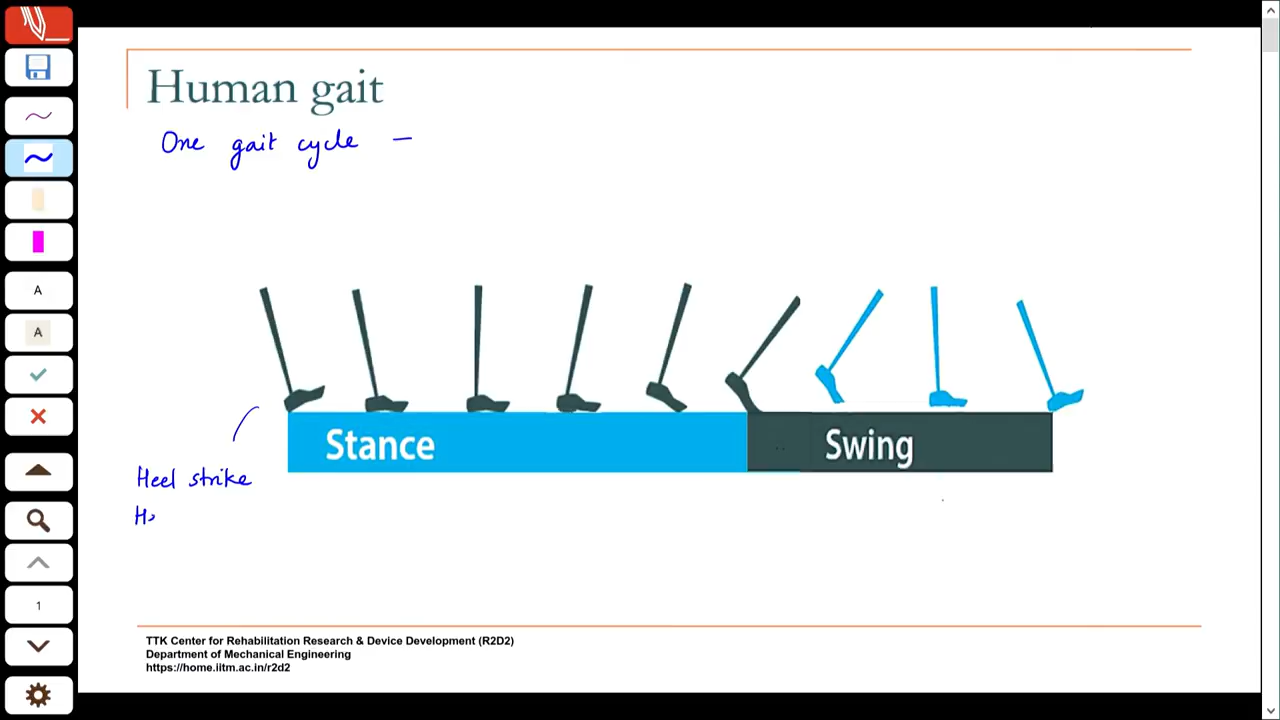 Human gait
One gait cycle –
Stance
Swing
Heel strike
A
A
1
TTK Center for Rehabilitation Research & Device Development (R2D2)
Department of Mechanical Engineering
https://home.iitm.ac.in/r2d2